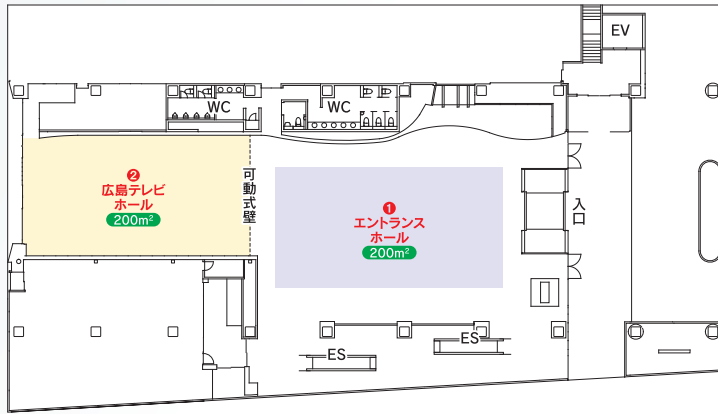 EV
WC
WC
❷
広島テレビ
ホール
200m²
可動式壁
❶
エントランス
ホール
200m²
入口
ES
ES